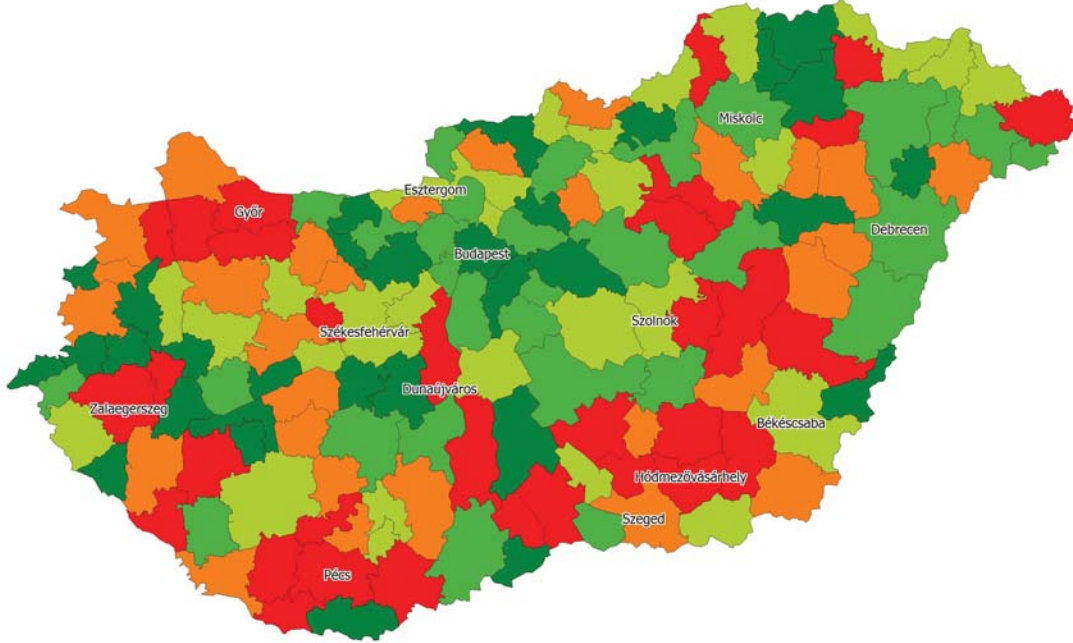 Miskolc
Esztergom
Győr
Debrecen
Budapest
Szolnok
Székesfehérvár
Dunaújváros
Zalaegerszeg
Békéscsaba
Hódmezővásárhely
Szeged
Pécs